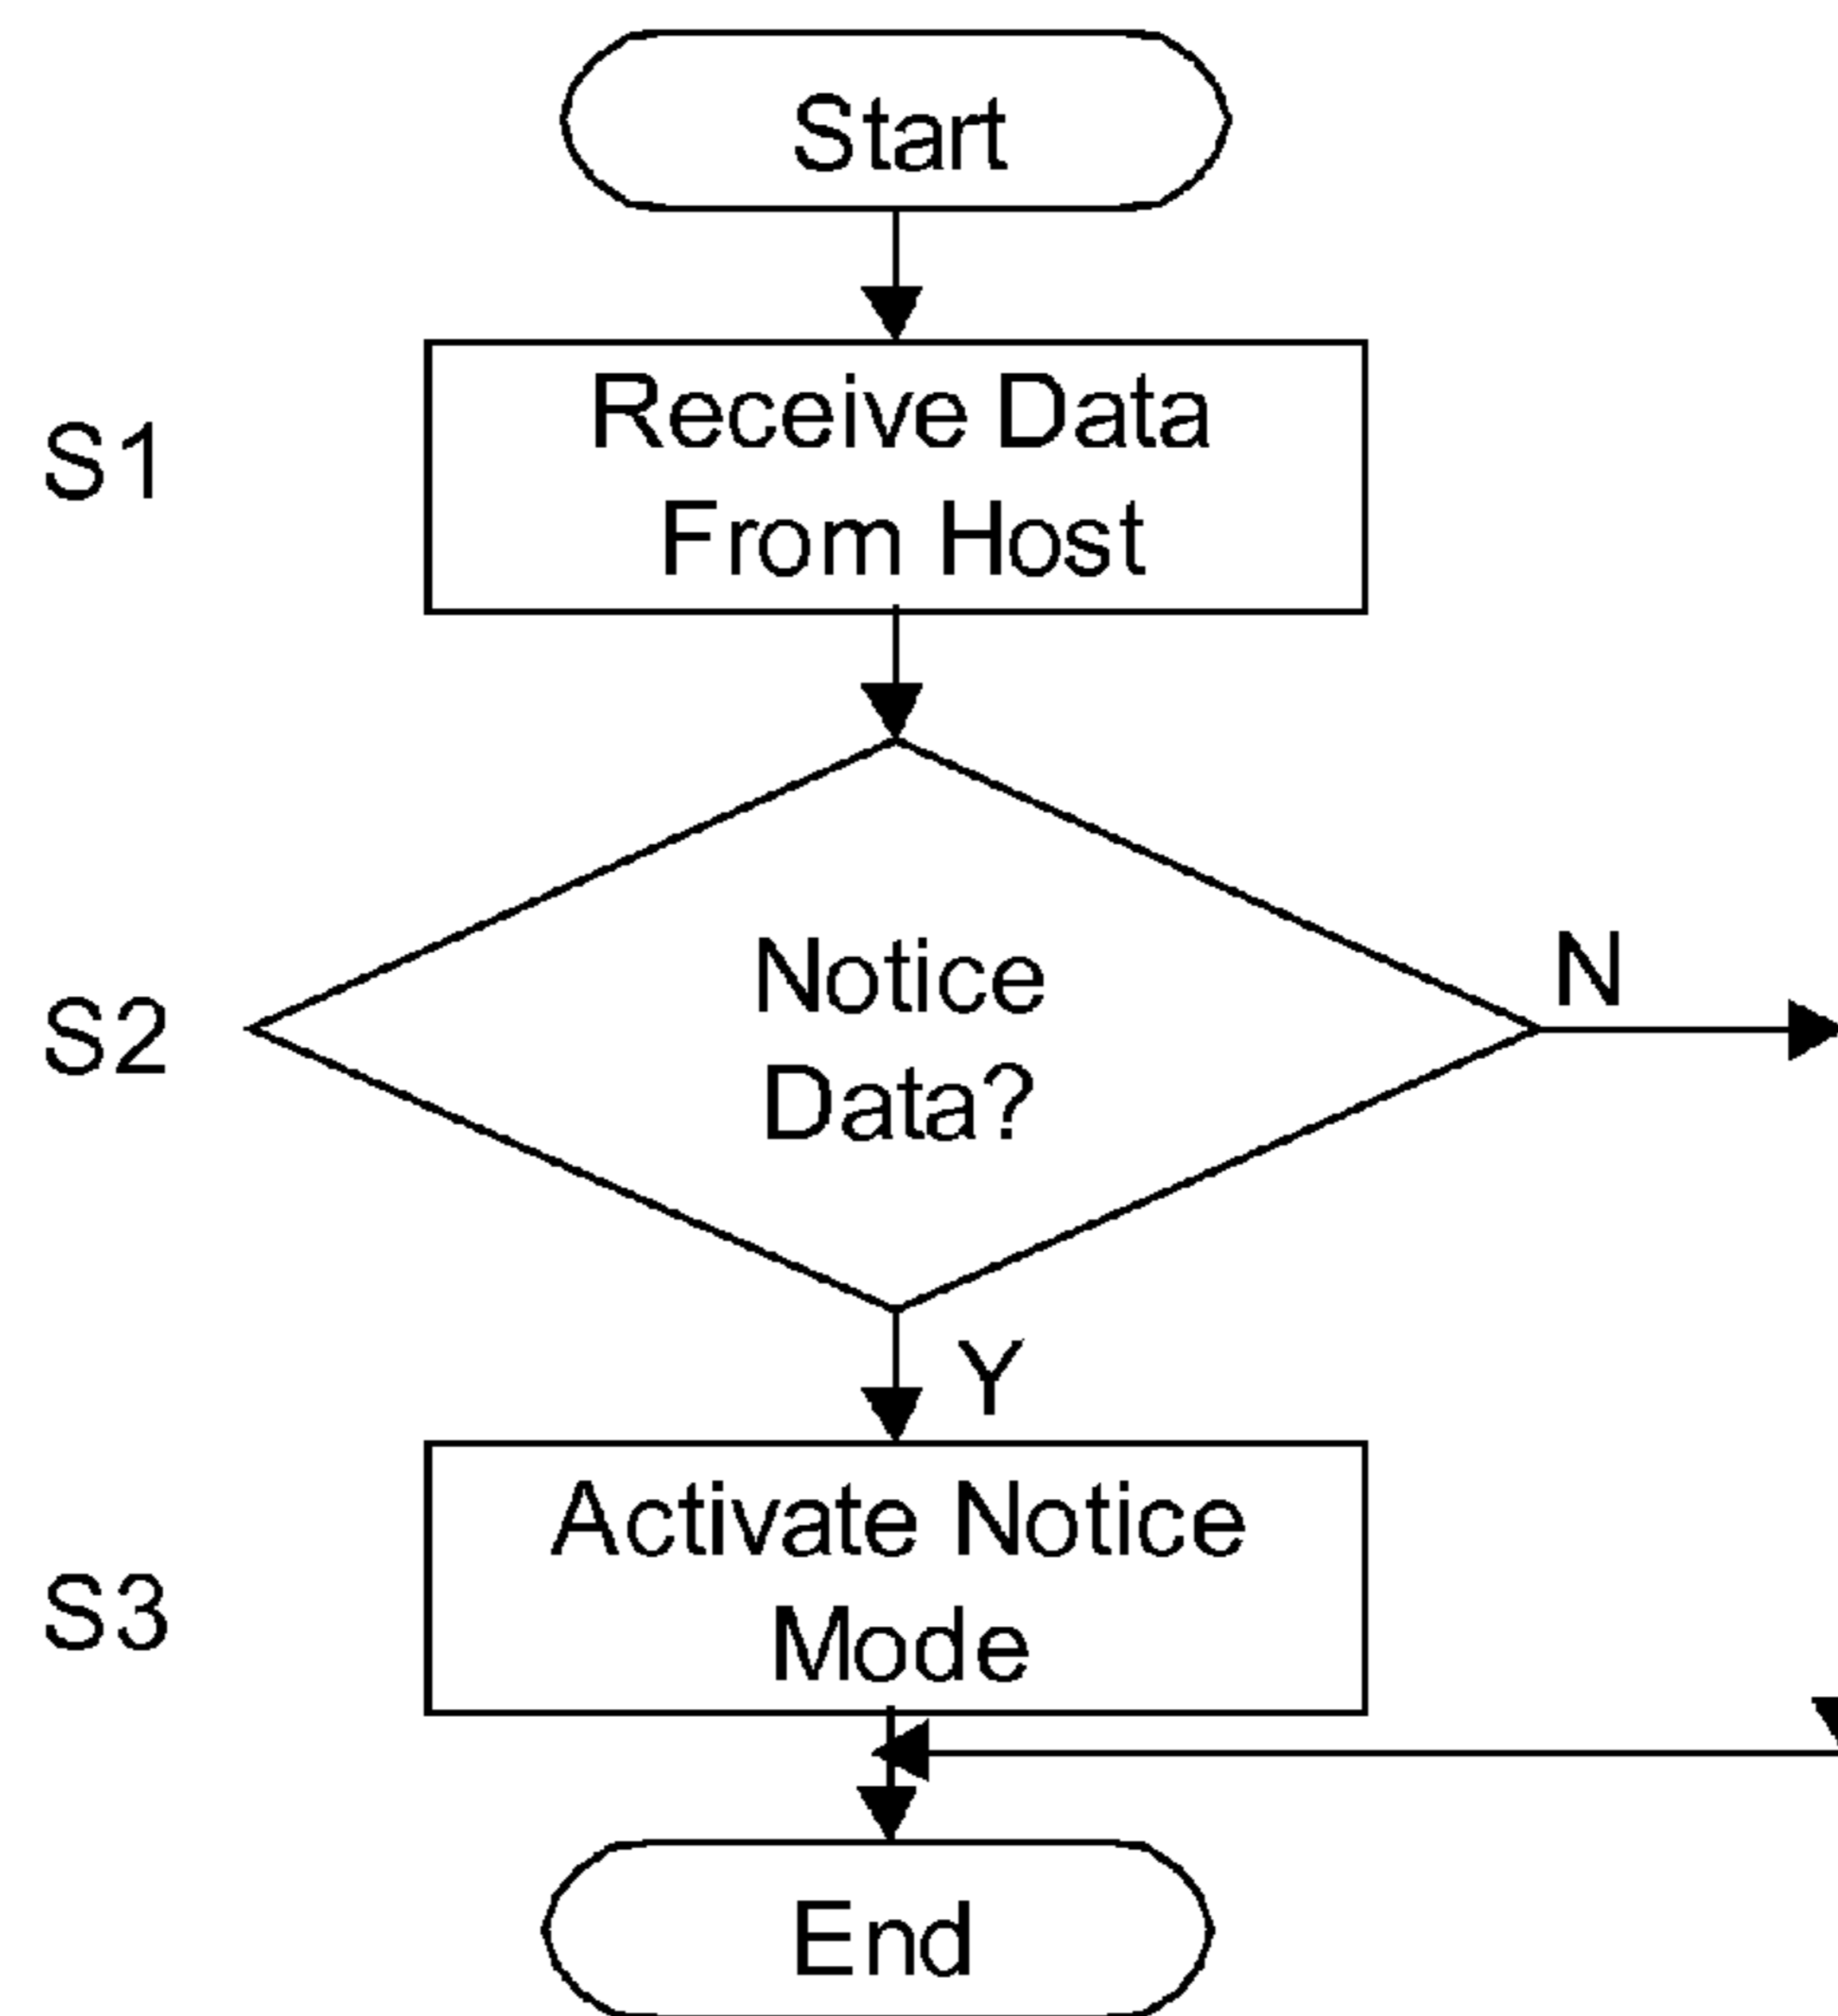 Start
S1
Receive Data
From Host
S2
Notice
Data?
N
Y
S3
Activate Notice
Mode
End